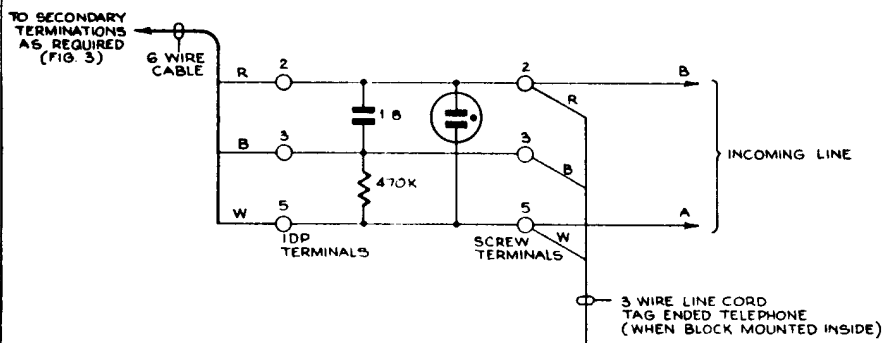 TO SECONDARY
TERMINATIONS
AS REQUIRED
(FIG. 3)
6 WIRE
CABLE
R
2
2
B
R
1.8
B
3
3
B
INCOMING LINE
470K
W
5
5
A
IDP
TERMINALS
SCREW
TERMINALS
W
3 WIRE LINE CORD
TAG ENDED TELEPHONE
(WHEN BLOCK MOUNTED INSIDE)